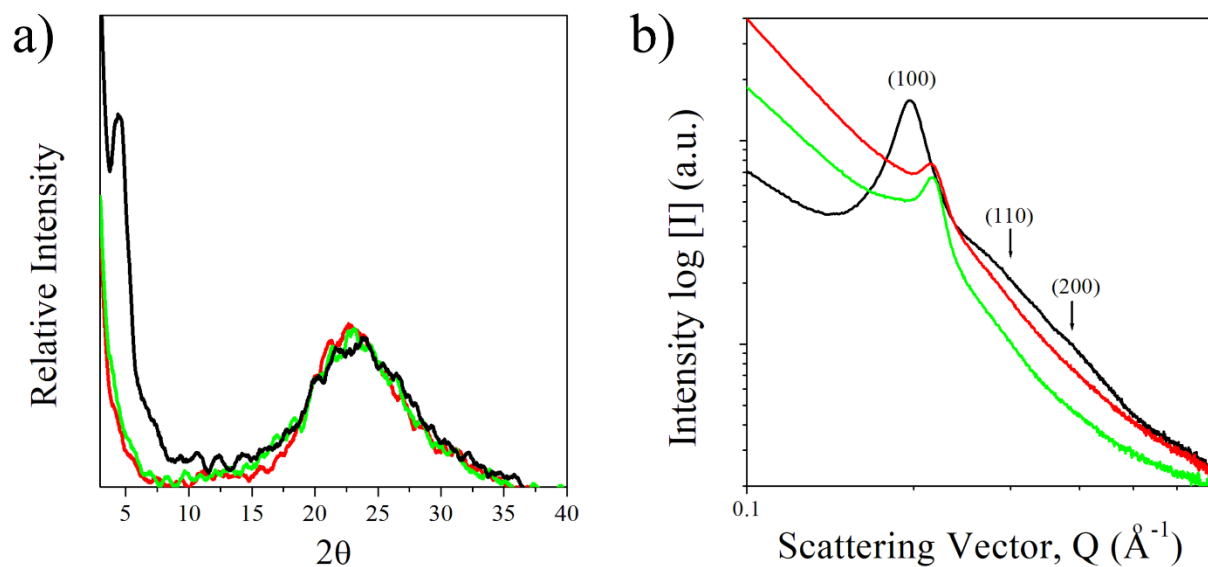 a)
Relative Intensity
5 10 15 20 25 30 35 40
2θ
b)
Intensity log [I] (a.u.)
(100)
(110)
(200)
0.1
Scattering Vector, Q (Å⁻¹)